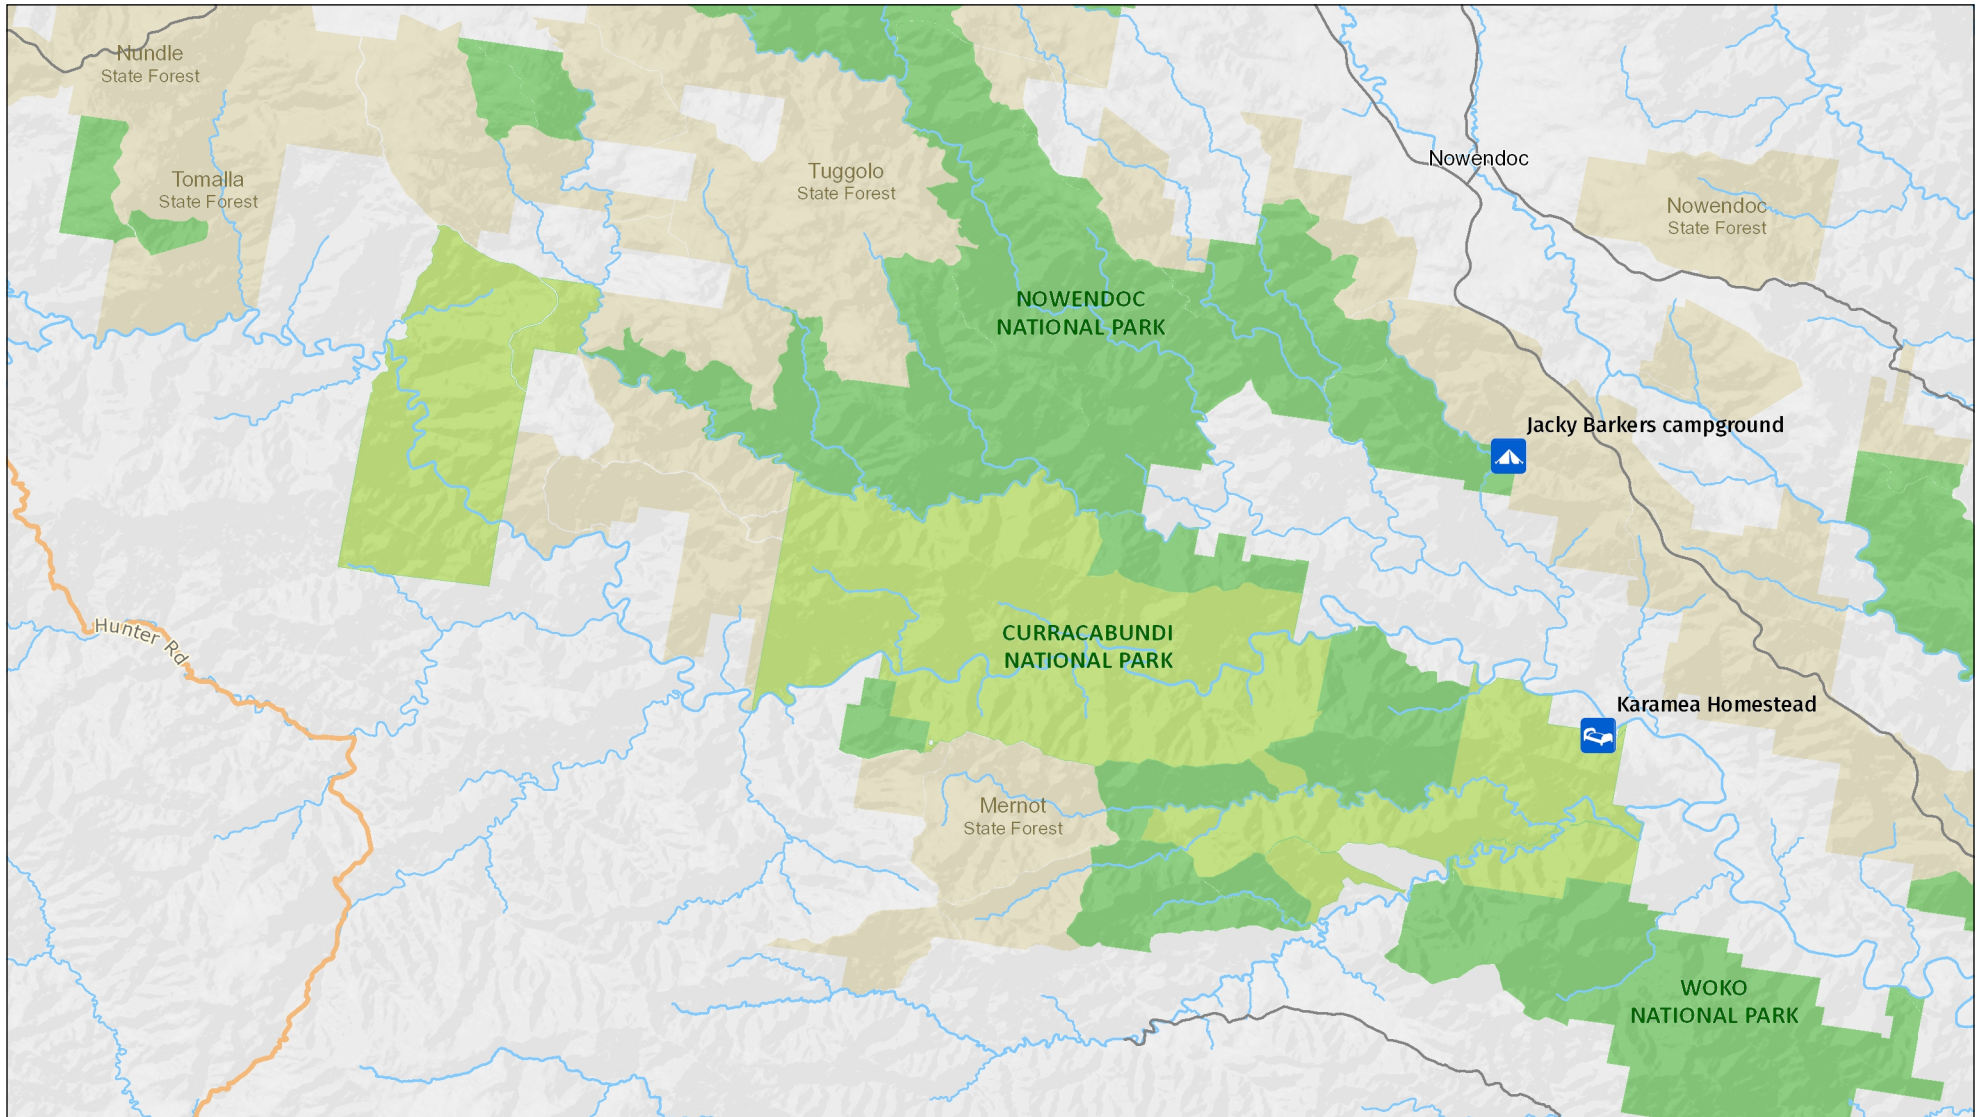 Nundle
State Forest
Tomalla
State Forest
Tuggolo
State Forest
Nowendoc
Nowendoc
State Forest
NOWENDOC
NATIONAL PARK
Jacky Barkers campground
Hunter Rd
CURRACABUNDI
NATIONAL PARK
Karamea Homestead
Mernot
State Forest
WOKO
NATIONAL PARK